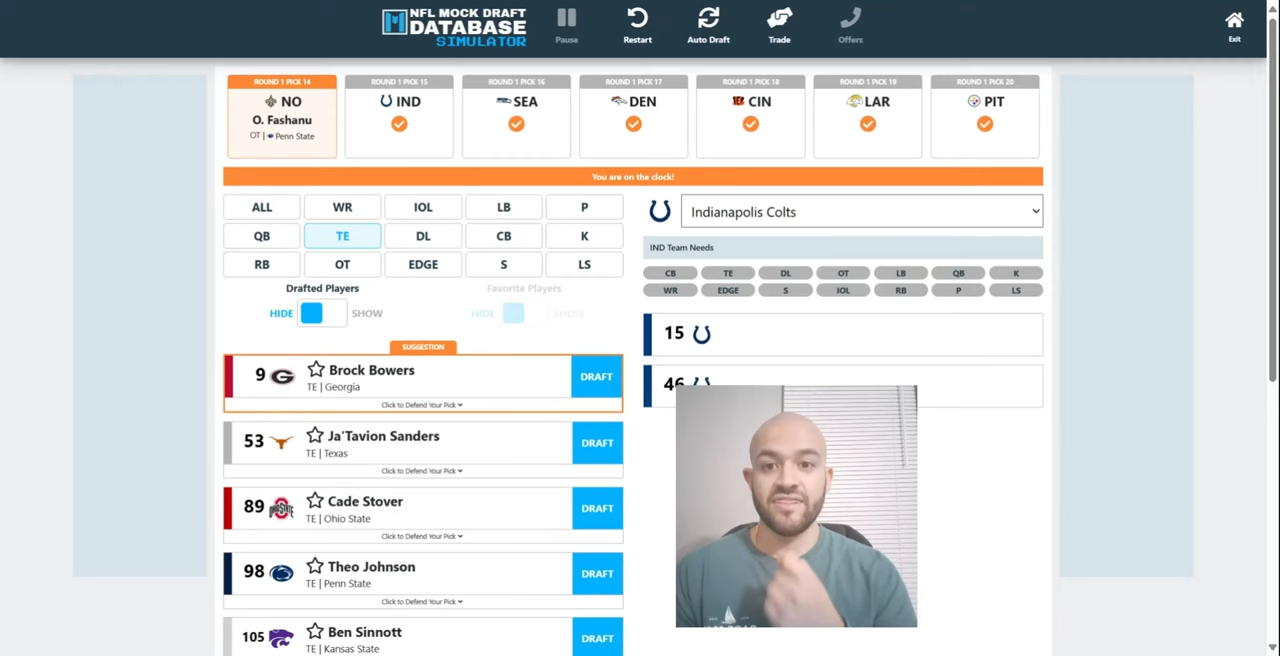 NFL MOCK DRAFT
DATABASE
SIMULATOR
Pause
Restart
Auto Draft
Trade
Offers
Exit
ROUND 1 PICK 14
NO
O. Fashanu
OT | Penn State
ROUND 1 PICK 15
IND
ROUND 1 PICK 16
SEA
ROUND 1 PICK 17
DEN
ROUND 1 PICK 18
CIN
ROUND 1 PICK 19
LAR
ROUND 1 PICK 20
PIT
You are on the clock!
ALL WR IOL LB P
QB TE DL CB K
RB OT EDGE S LS
Drafted Players
HIDE SHOW
Favorite Players
HIDE SHOW
SUGGESTION
9 Brock Bowers
TE | Georgia
DRAFT
Click to Defend Your Pick
53 Ja'Tavion Sanders
TE | Texas
DRAFT
Click to Defend Your Pick
89 Cade Stover
TE | Ohio State
DRAFT
Click to Defend Your Pick
98 Theo Johnson
TE | Penn State
DRAFT
Click to Defend Your Pick
105 Ben Sinnott
TE | Kansas State
DRAFT
Indianapolis Colts
IND Team Needs
CB TE DL OT LB QB K
WR EDGE S IOL RB P LS
15
46